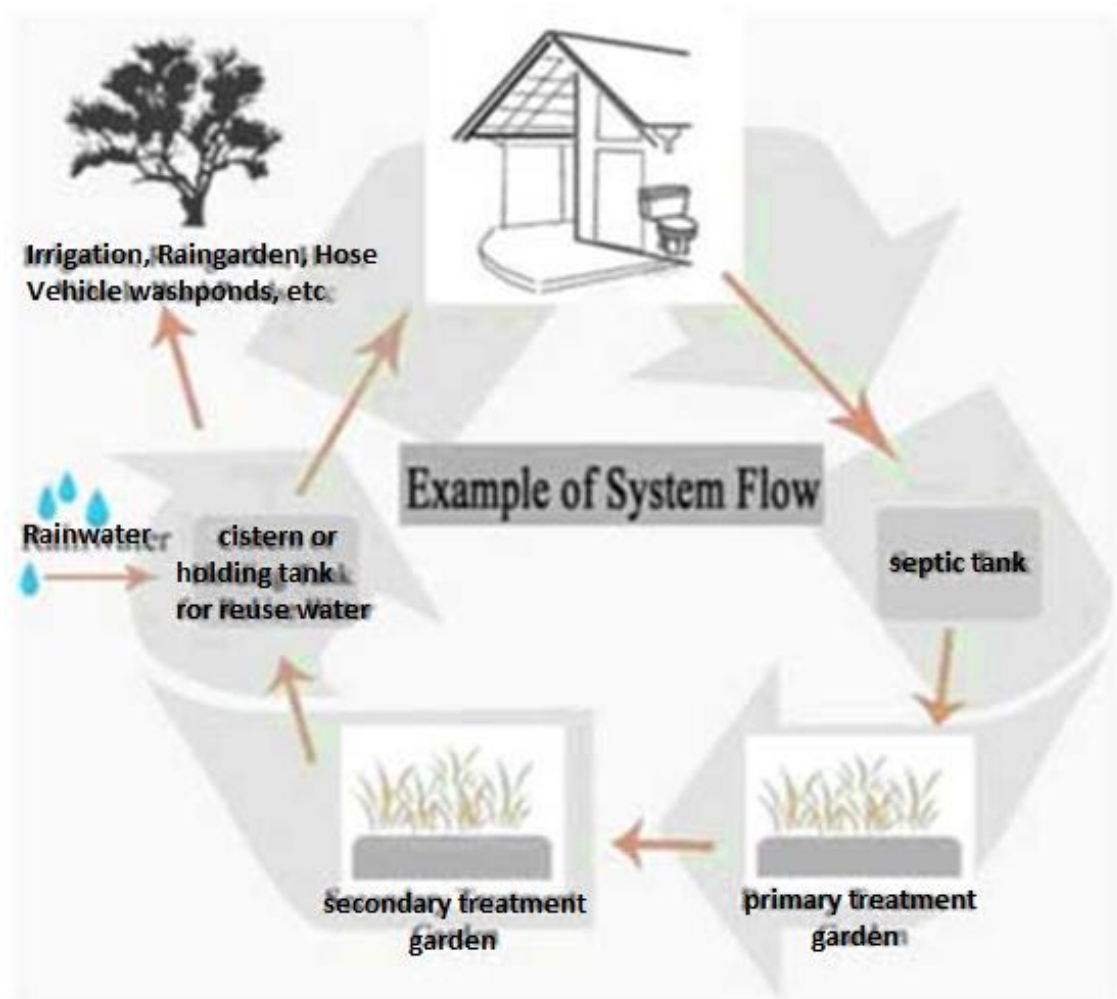 Irrigation, Raingarden, Hose
Vehicle washponds, etc
Example of System Flow
Rainwater
cistern or
holding tank
ror reuse water
septic tank
secondary treatment
garden
primary treatment
garden